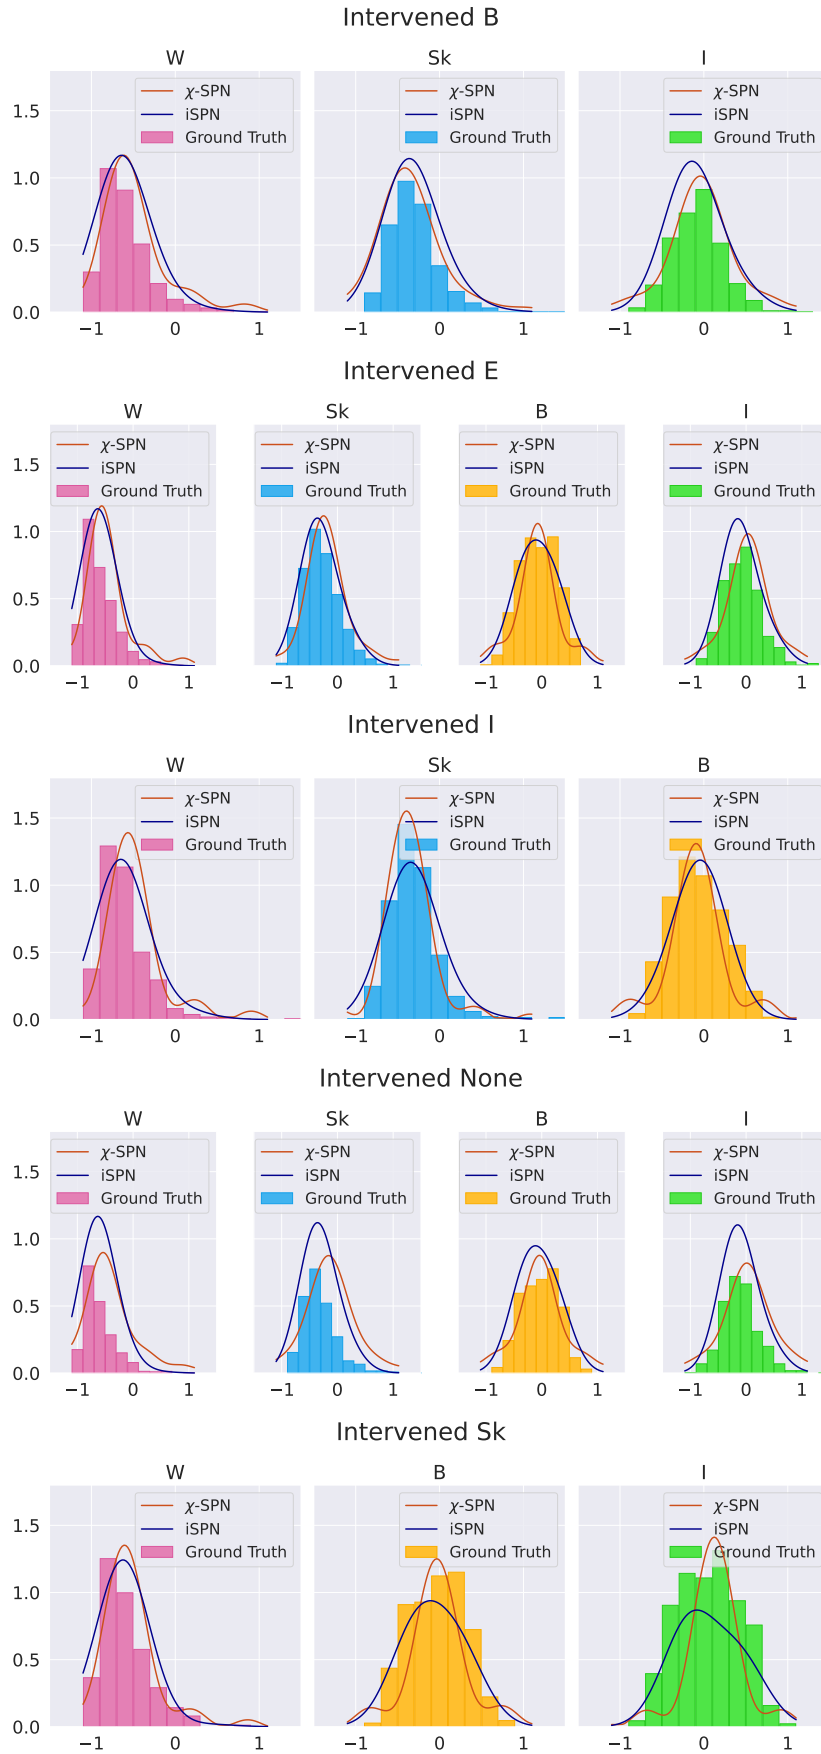 Intervened B
W Sk I
χ-SPN χ-SPN χ-SPN
1.5 iSPN iSPN iSPN
Ground Truth Ground Truth Ground Truth
1.0
0.5
0.0
−1 0 1 −1 0 1 −1 0 1
Intervened E
W Sk B I
χ-SPN χ-SPN χ-SPN χ-SPN
1.5 iSPN iSPN iSPN iSPN
Ground Truth Ground Truth Ground Truth Ground Truth
1.0
0.5
0.0
−1 0 1 −1 0 1 −1 0 1 −1 0 1
Intervened I
W Sk B
χ-SPN χ-SPN χ-SPN
1.5 iSPN iSPN iSPN
Ground Truth Ground Truth Ground Truth
1.0
0.5
0.0
−1 0 1 −1 0 1 −1 0 1
Intervened None
W Sk B I
χ-SPN χ-SPN χ-SPN χ-SPN
1.5 iSPN iSPN iSPN iSPN
Ground Truth Ground Truth Ground Truth Ground Truth
1.0
0.5
0.0
−1 0 1 −1 0 1 −1 0 1 −1 0 1
Intervened Sk
W B I
χ-SPN χ-SPN χ-SPN
1.5 iSPN iSPN iSPN
Ground Truth Ground Truth Ground Truth
1.0
0.5
0.0
−1 0 1 −1 0 1 −1 0 1